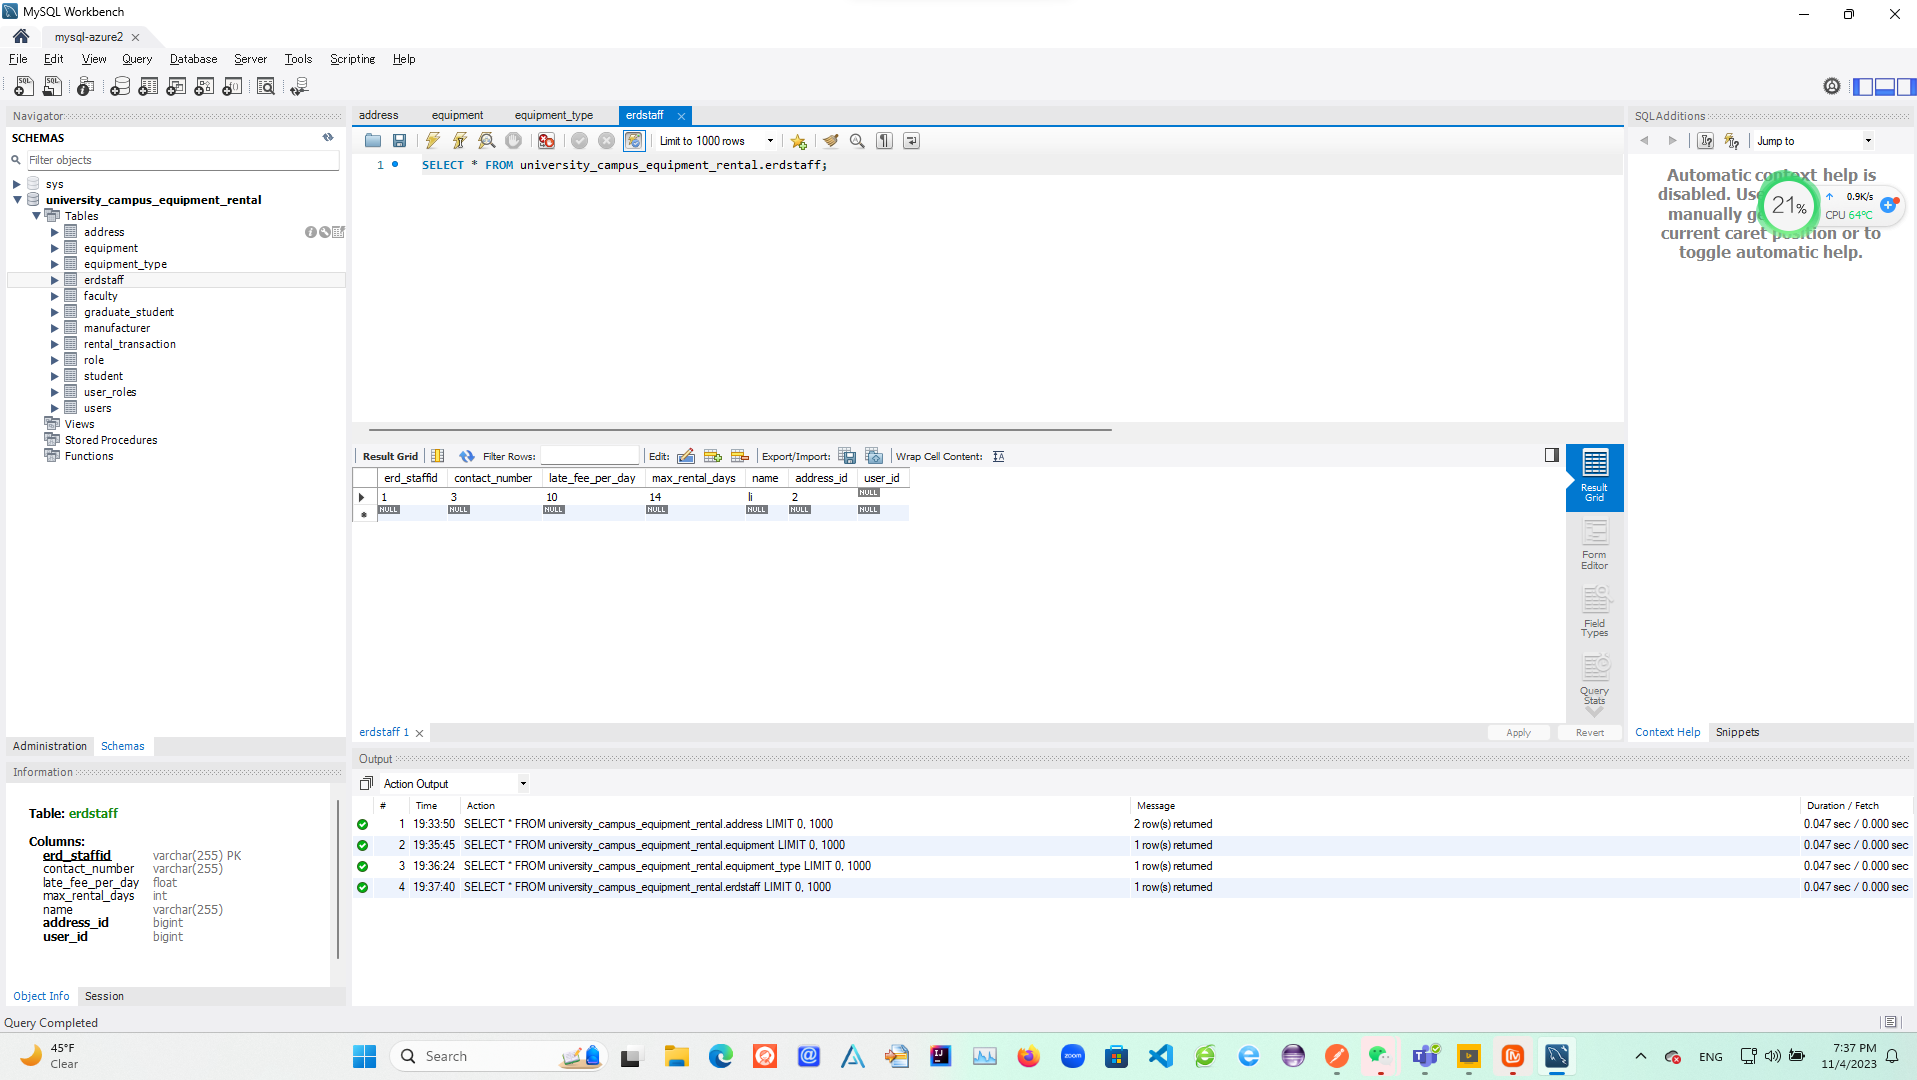 MySQL Workbench
mysql-azure2
File Edit View Query Database Server Tools Scripting Help
Navigator
SCHEMAS
Filter objects
sys
university_campus_equipment_rental
Tables
address
equipment
equipment_type
erdstaff
faculty
graduate_student
manufacturer
rental_transaction
role
student
user_roles
users
Views
Stored Procedures
Functions
Administration Schemas
Information
Table: erdstaff
Columns:
erd_staffid varchar(255) PK
contact_number varchar(255)
late_fee_per_day float
max_rental_days int
name varchar(255)
address_id bigint
user_id bigint
Object Info Session
Query Completed
address equipment equipment_type erdstaff
Limit to 1000 rows
1 SELECT * FROM university_campus_equipment_rental.erdstaff;
Result Grid Filter Rows: Edit: Export/Import: Wrap Cell Content:
erd_staffid contact_number late_fee_per_day max_rental_days name address_id user_id
1 3 10 14 li 2 NULL
NULL NULL NULL NULL NULL NULL NULL
Result Grid
Form Editor
Field Types
Query Stats
erdstaff 1
Apply Revert
Output
Action Output
# Time Action Message Duration / Fetch
1 19:33:50 SELECT * FROM university_campus_equipment_rental.address LIMIT 0, 1000 2 row(s) returned 0.047 sec / 0.000 sec
2 19:35:45 SELECT * FROM university_campus_equipment_rental.equipment LIMIT 0, 1000 1 row(s) returned 0.047 sec / 0.000 sec
3 19:36:24 SELECT * FROM university_campus_equipment_rental.equipment_type LIMIT 0, 1000 1 row(s) returned 0.047 sec / 0.000 sec
4 19:37:40 SELECT * FROM university_campus_equipment_rental.erdstaff LIMIT 0, 1000 1 row(s) returned 0.047 sec / 0.000 sec
SQLAdditions
Jump to
Automatic context help is
disabled. Use
manually
current caret position or to
toggle automatic help.
21%
0.9K/s
CPU 64°C
Context Help Snippets
45°F
Clear
Search
zoom
ENG
7:37 PM
11/4/2023